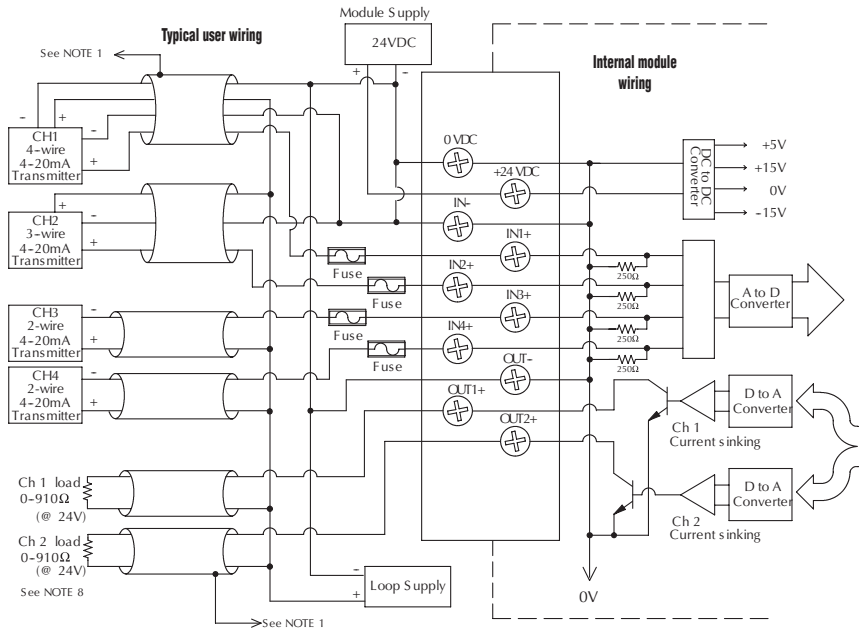 Module Supply
24VDC
+
-
Typical user wiring
See NOTE 1
Internal module
wiring
-
+
-
+
CH1
4-wire
4-20mA
Transmitter
+
-
+
CH2
3-wire
4-20mA
Transmitter
-
+
CH3
2-wire
4-20mA
Transmitter
-
+
CH4
2-wire
4-20mA
Transmitter
Fuse
Fuse
Fuse
Fuse
0 VDC
+24 VDC
IN-
IN1+
IN2+
IN3+
IN4+
OUT-
OUT1+
OUT2+
DC to DC
Converter
+5V
+15V
0V
-15V
250Ω
250Ω
250Ω
250Ω
A to D
Converter
D to A
Converter
Ch 1
Current sinking
D to A
Converter
Ch 2
Current sinking
0V
Ch 1 load
0-910Ω
(@ 24V)
Ch 2 load
0-910Ω
(@ 24V)
See NOTE 8
-
+
Loop Supply
See NOTE 1